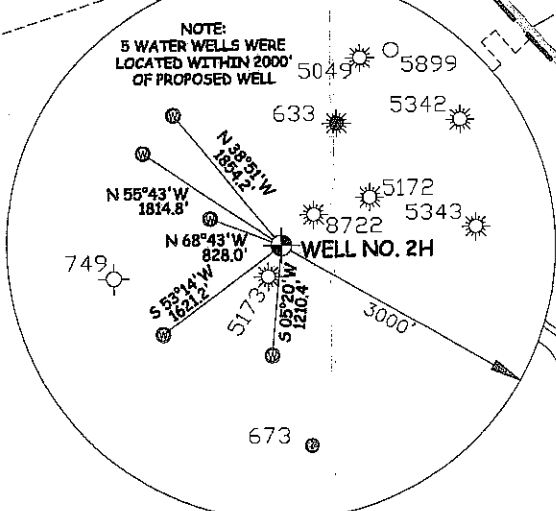 NOTE:
5 WATER WELLS WERE
LOCATED WITHIN 2000'
OF PROPOSED WELL
5049
5899
633
5342
N 38°51'W
1854.2'
W
W
N 55°43'W
1814.8'
W
5172
8722
5343
N 68°43'W
828.0'
WELL NO. 2H
749
S 53°14'W
1621.2'
5173
S 05°20'W
1210.4'
3000'
W
W
673